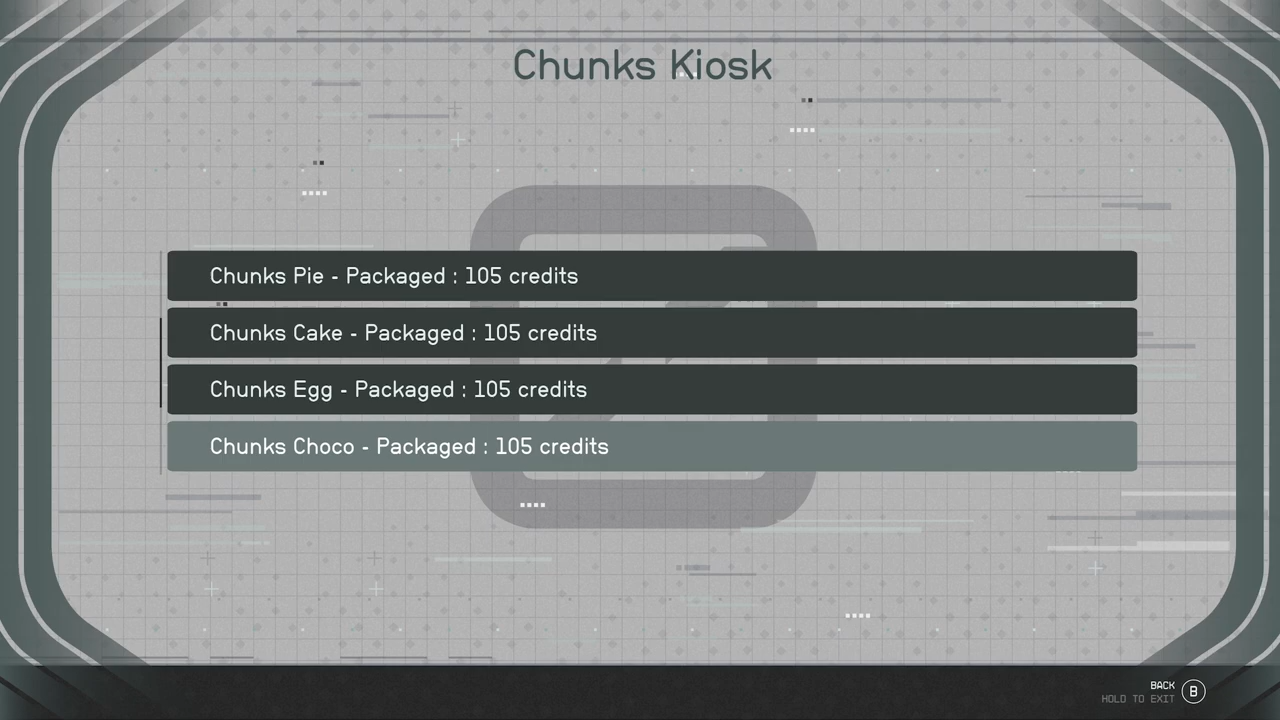 Chunks Kiosk
Chunks Pie - Packaged : 105 credits
Chunks Cake - Packaged : 105 credits
Chunks Egg - Packaged : 105 credits
Chunks Choco - Packaged : 105 credits
BACK
HOLD TO EXIT
B